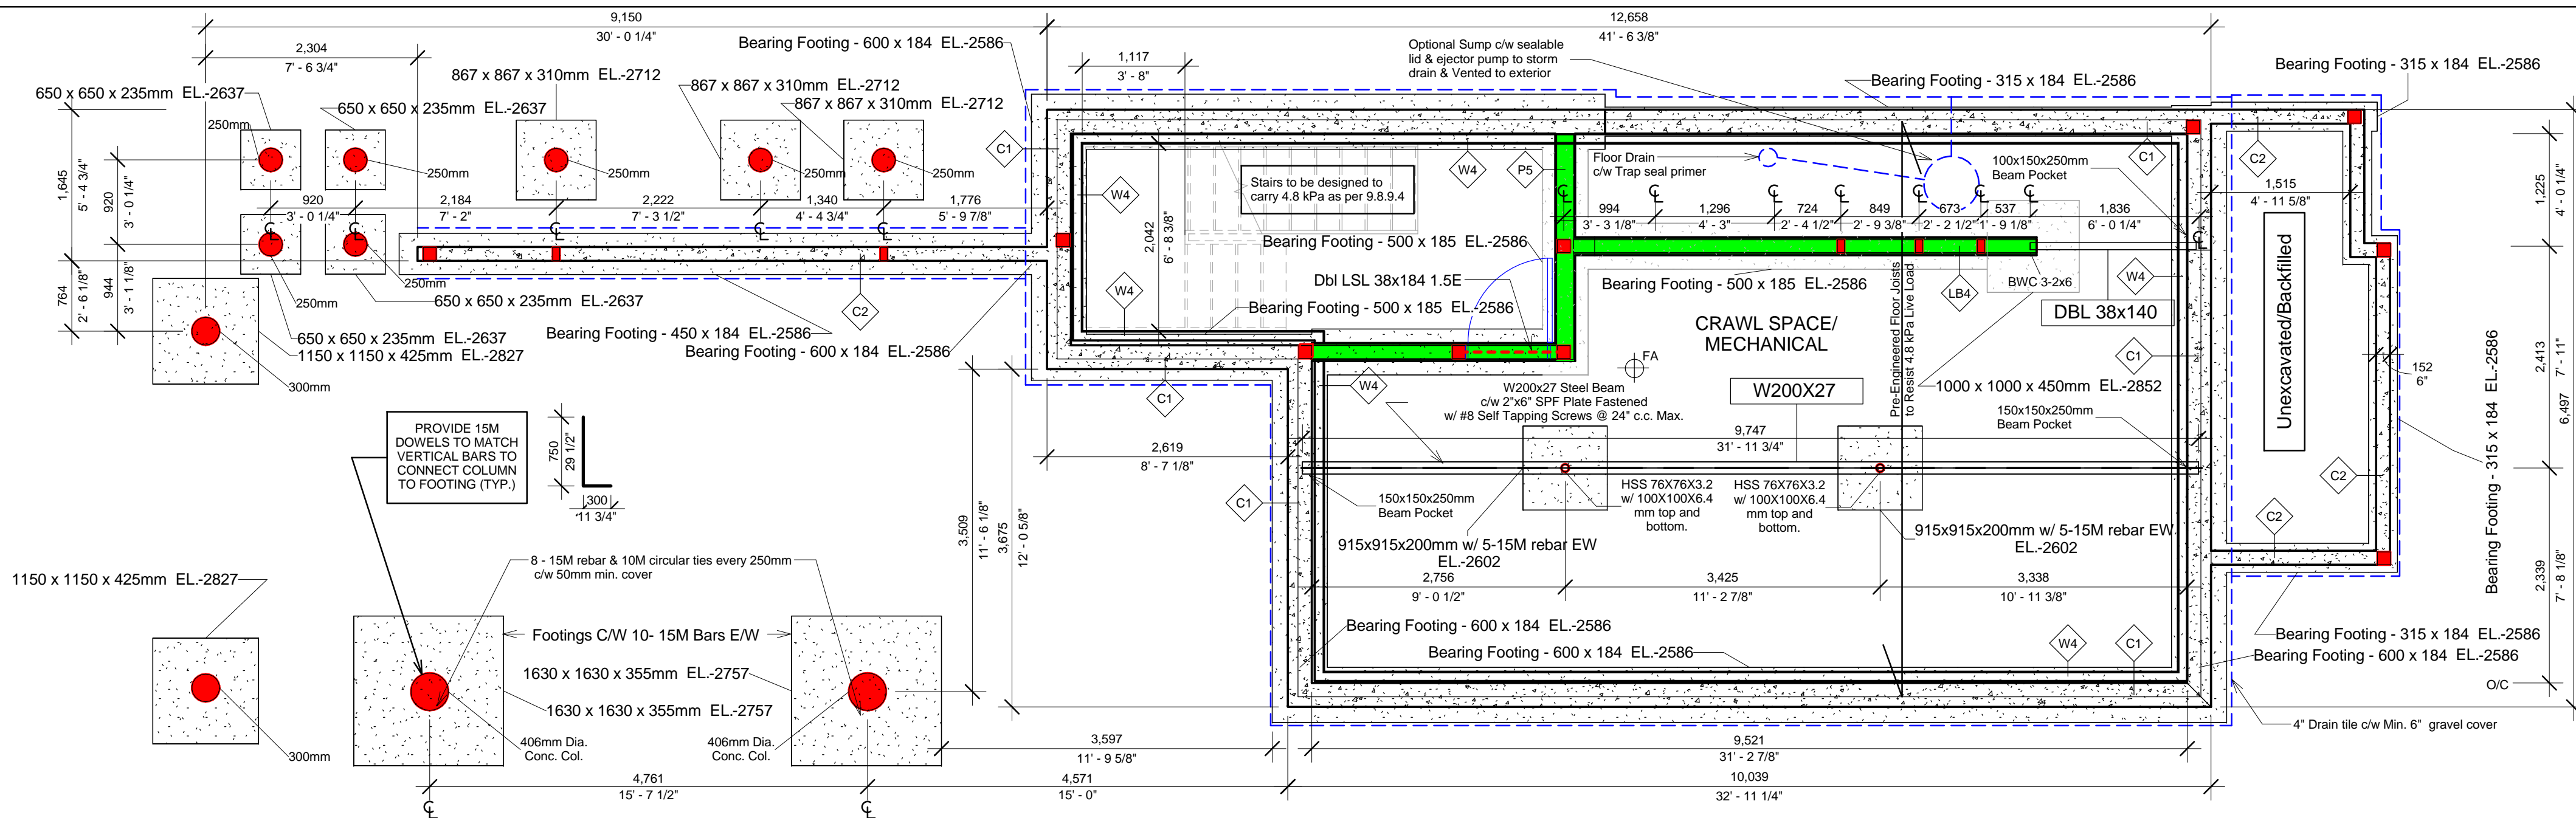 9,150
30' - 0 1/4"
12,658
41' - 6 3/8"
2,304
7' - 6 3/4"
Bearing Footing - 600 x 184  EL.-2586
1,117
3' - 8"
Optional Sump c/w sealable
lid & ejector pump to storm
drain & Vented to exterior
Bearing Footing - 315 x 184  EL.-2586
Bearing Footing - 315 x 184  EL.-2586
867 x 867 x 310mm  EL.-2712
867 x 867 x 310mm  EL.-2712
867 x 867 x 310mm  EL.-2712
650 x 650 x 235mm  EL.-2637
650 x 650 x 235mm  EL.-2637
250mm
250mm
250mm
250mm
250mm
1,645
5' - 4 3/4"
920
3' - 0 1/4"
764
2' - 6 1/8"
944
3' - 1 1/8"
920
3' - 0 1/4"
2,184
7' - 2"
2,222
7' - 3 1/2"
1,340
4' - 4 3/4"
1,776
5' - 9 7/8"
C1
W4
W4
2,042
6' - 8 3/8"
Stairs to be designed to
carry 4.8 kPa as per 9.8.9.4
W4
P5
Floor Drain
c/w Trap seal primer
100x150x250mm
Beam Pocket
C1
C2
994
3' - 3 1/8"
1,296
4' - 3"
724
2' - 4 1/2"
849
2' - 9 3/8"
673
2' - 2 1/2"
537
1' - 9 1/8"
1,836
6' - 0 1/4"
1,515
4' - 11 5/8"
1,225
4' - 0 1/4"
Bearing Footing - 500 x 185  EL.-2586
Dbl LSL 38x184 1.5E
Bearing Footing - 500 x 185  EL.-2586
Bearing Footing - 500 x 185  EL.-2586
LB4
BWC 3-2x6
W4
DBL 38x140
250mm
250mm
650 x 650 x 235mm  EL.-2637
650 x 650 x 235mm  EL.-2637
1150 x 1150 x 425mm  EL.-2827
300mm
Bearing Footing - 450 x 184  EL.-2586
Bearing Footing - 600 x 184  EL.-2586
C2
CRAWL SPACE/
MECHANICAL
Pre-Engineered Floor Joists
to Resist 4.8 kPa Live Load
C1
FA
Unexcavated/Backfilled
152
6"
Bearing Footing - 315 x 184  EL.-2586
2,413
7' - 11"
6,497
W4
C1
W200x27 Steel Beam
c/w 2"x6" SPF Plate Fastened
w/ #8 Self Tapping Screws @ 24" c.c. Max.
W200X27
1000 x 1000 x 450mm  EL.-2852
150x150x250mm
Beam Pocket
PROVIDE 15M
DOWELS TO MATCH
VERTICAL BARS TO
CONNECT COLUMN
TO FOOTING (TYP.)
750
29 1/2"
300
11 3/4"
2,619
8' - 7 1/8"
9,747
31' - 11 3/4"
C1
150x150x250mm
Beam Pocket
HSS 76X76X3.2
w/ 100X100X6.4
mm top and
bottom.
HSS 76X76X3.2
w/ 100X100X6.4
mm top and
bottom.
C2
C2
915x915x200mm w/ 5-15M rebar EW
EL.-2602
915x915x200mm w/ 5-15M rebar EW
EL.-2602
3,509
11' - 6 1/8"
3,675
12' - 0 5/8"
8 - 15M rebar & 10M circular ties every 250mm
c/w 50mm min. cover
1150 x 1150 x 425mm  EL.-2827
2,756
9' - 0 1/2"
3,425
11' - 2 7/8"
3,338
10' - 11 3/8"
2,339
7' - 8 1/8"
Footings C/W 10- 15M Bars E/W
Bearing Footing - 600 x 184  EL.-2586
Bearing Footing - 600 x 184  EL.-2586
W4
C1
Bearing Footing - 315 x 184  EL.-2586
Bearing Footing - 600 x 184  EL.-2586
1630 x 1630 x 355mm  EL.-2757
1630 x 1630 x 355mm  EL.-2757
O/C
4" Drain tile c/w Min. 6"  gravel cover
300mm
406mm Dia.
Conc. Col.
406mm Dia.
Conc. Col.
3,597
11' - 9 5/8"
9,521
31' - 2 7/8"
4,761
15' - 7 1/2"
4,571
15' - 0"
10,039
32' - 11 1/4"